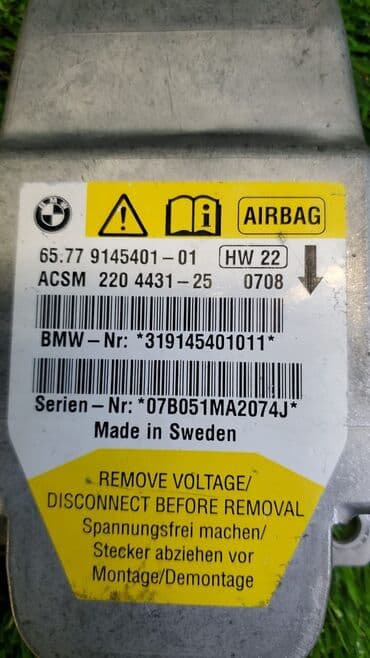 BMW
AIRBAG
65.77 9145401-01 HW 22
ACSM 220 4431-25 0708
BMW-Nr: *319145401011*
Serien-Nr: *07B051MA2074J*
Made in Sweden
REMOVE VOLTAGE/
DISCONNECT BEFORE REMOVAL
Spannungsfrei machen/
Stecker abziehen vor
Montage/Demontage